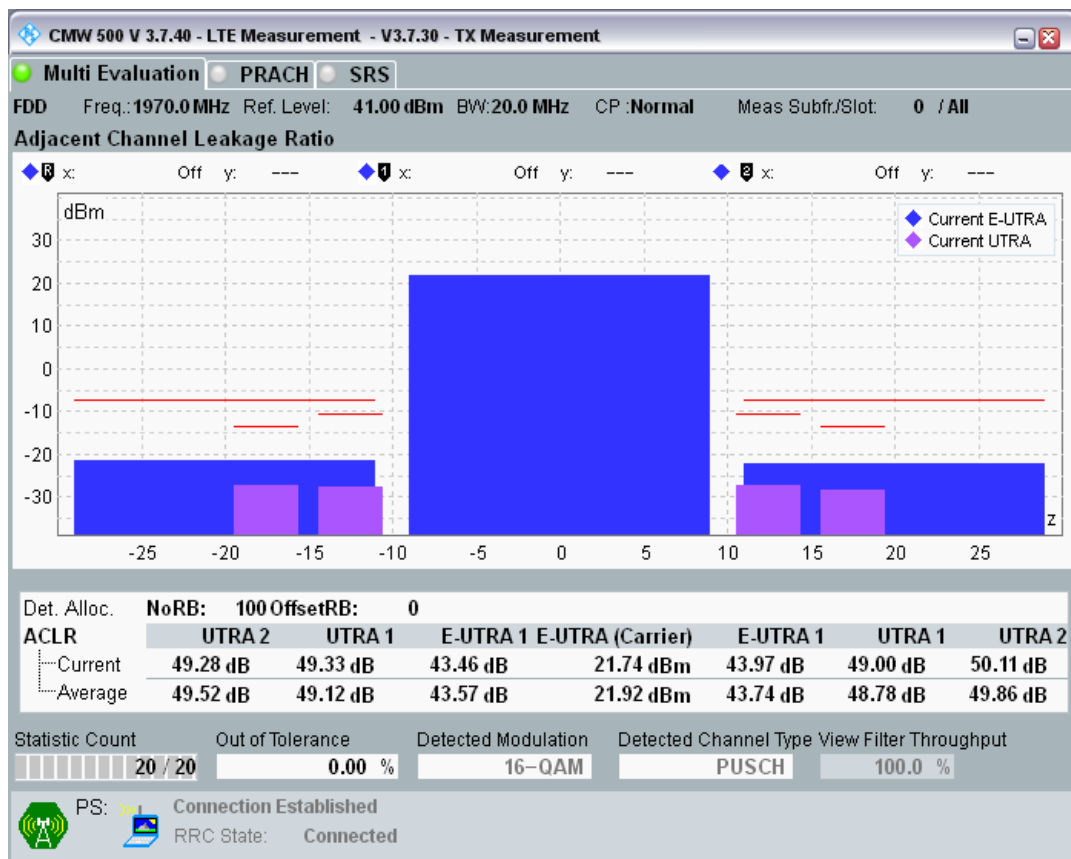 CMW 500 V 3.7.40 - LTE Measurement - V3.7.30 - TX Measurement
Multi Evaluation PRACH SRS
FDD Freq.:1970.0 MHz Ref. Level: 41.00 dBm BW:20.0 MHz CP :Normal Meas Subfr./Slot: 0 / All
Adjacent Channel Leakage Ratio
R x: Off y: --- 1 x: Off y: --- 2 x: Off y: ---
dBm
Current E-UTRA
Current UTRA
30
20
10
0
-10
-20
-30
z
-25 -20 -15 -10 -5 0 5 10 15 20 25
Det. Alloc. NoRB: 100 OffsetRB: 0
ACLR UTRA 2 UTRA 1 E-UTRA 1 E-UTRA (Carrier) E-UTRA 1 UTRA 1 UTRA 2
Current 49.28 dB 49.33 dB 43.46 dB 21.74 dBm 43.97 dB 49.00 dB 50.11 dB
Average 49.52 dB 49.12 dB 43.57 dB 21.92 dBm 43.74 dB 48.78 dB 49.86 dB
Statistic Count Out of Tolerance Detected Modulation Detected Channel Type View Filter Throughput
20 / 20 0.00 % 16-QAM PUSCH 100.0 %
PS: Connection Established
RRC State: Connected